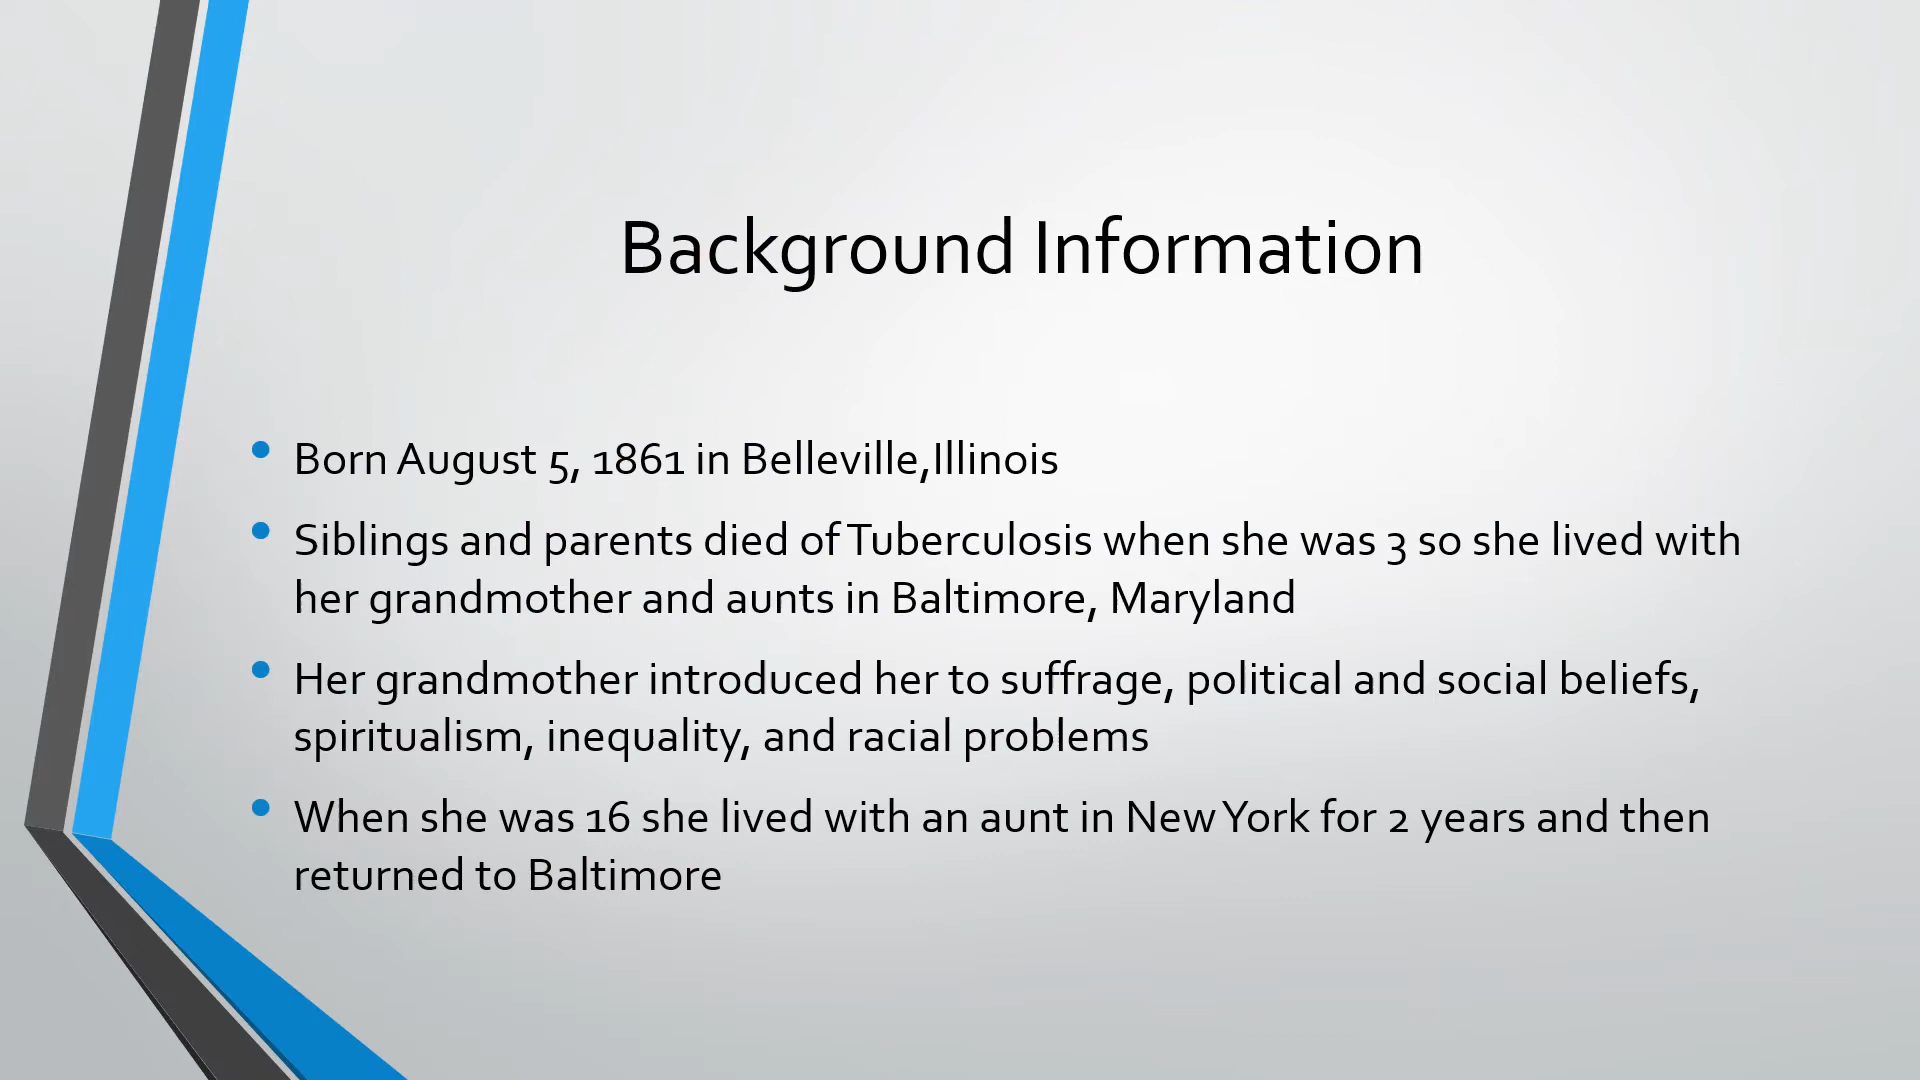 Background Information
Born August 5, 1861 in Belleville,Illinois
Siblings and parents died of Tuberculosis when she was 3 so she lived with
her grandmother and aunts in Baltimore, Maryland
Her grandmother introduced her to suffrage, political and social beliefs,
spiritualism, inequality, and racial problems
When she was 16 she lived with an aunt in New York for 2 years and then
returned to Baltimore